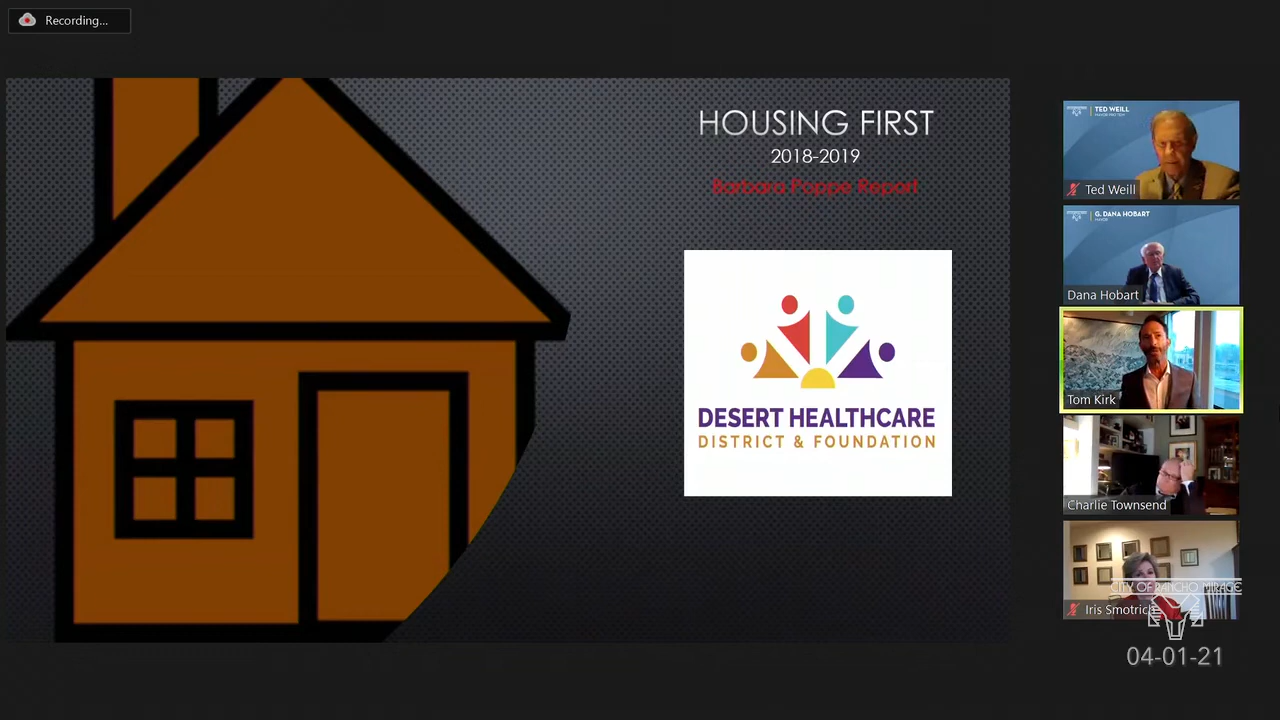 Recording...
HOUSING FIRST
2018-2019
Barbara Poppe Report
DESERT HEALTHCARE
DISTRICT & FOUNDATION
TED WEILL
Ted Weill
G. DANA HOBART
MAYOR
Dana Hobart
Tom Kirk
Charlie Townsend
CITY OF RANCHO MIRAGE
Iris Smotrich
04-01-21